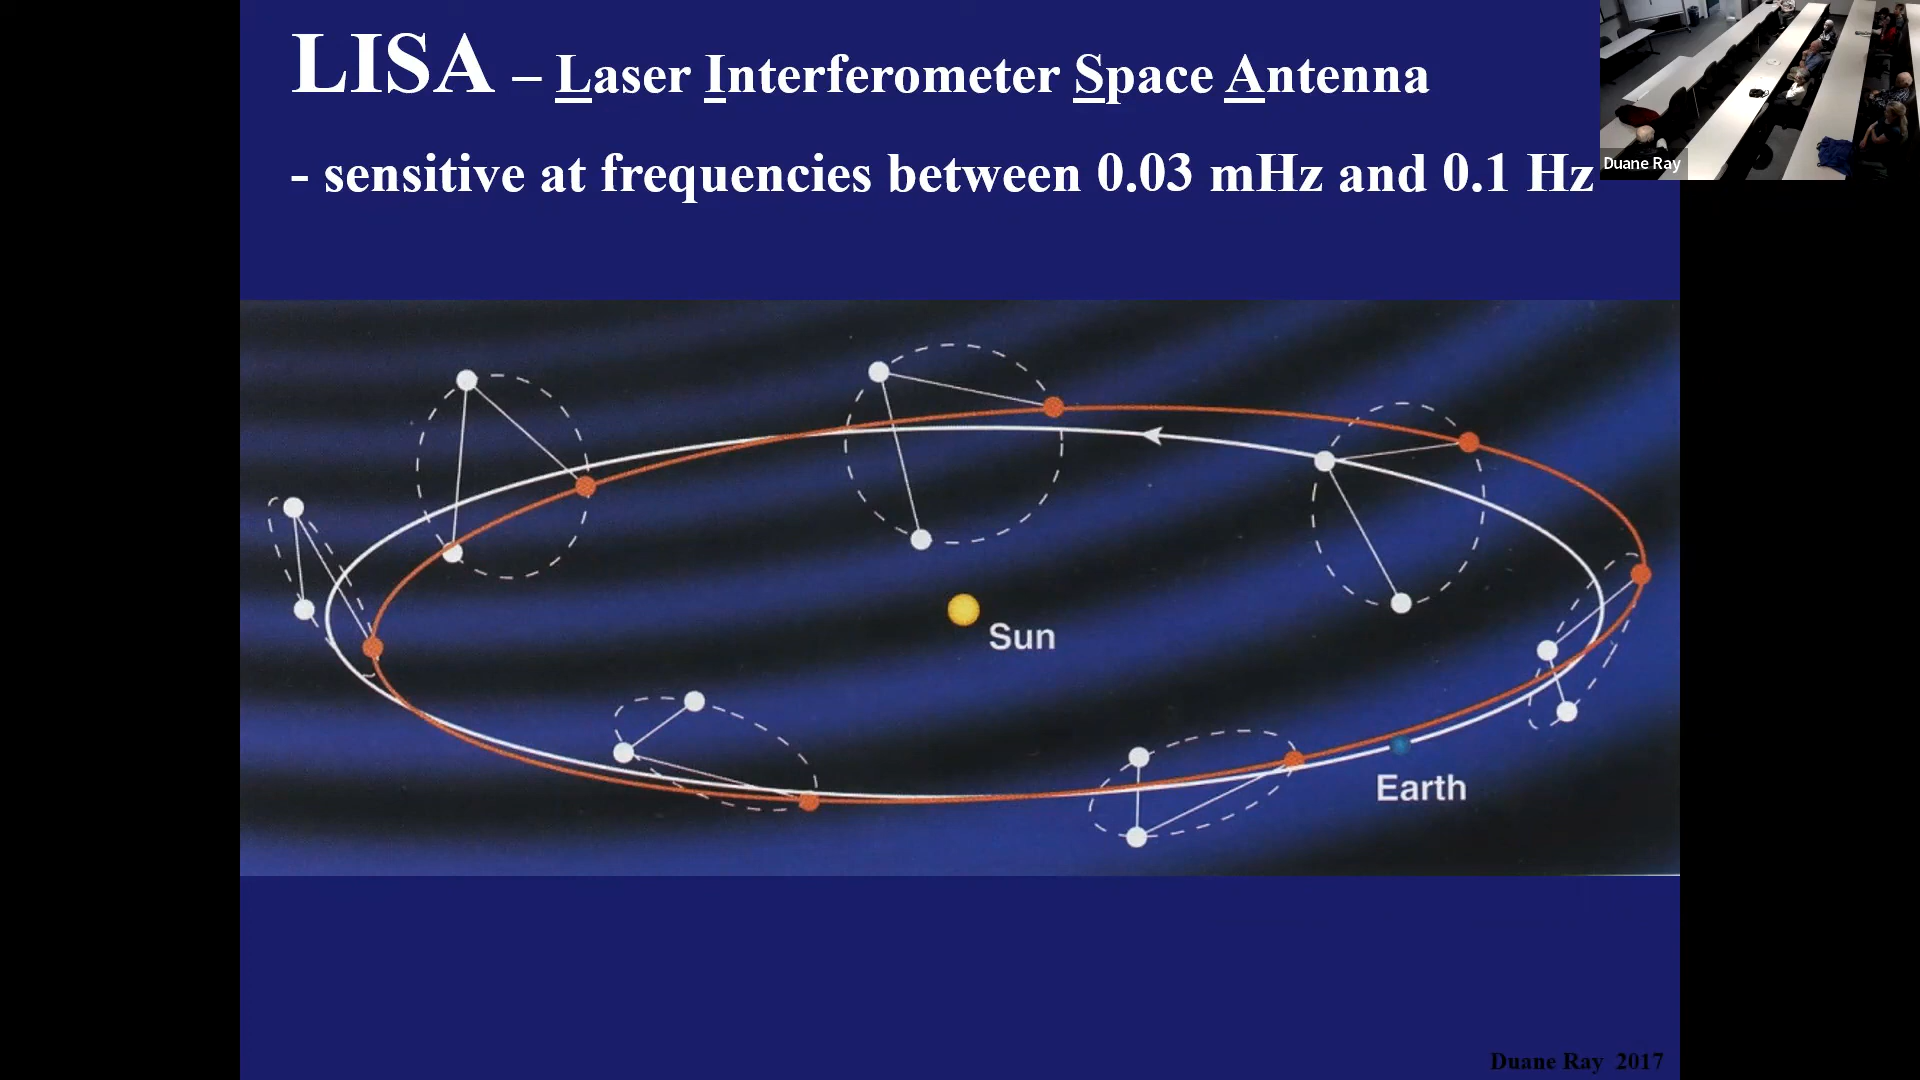 LISA – Laser Interferometer Space Antenna
- sensitive at frequencies between 0.03 mHz and 0.1 Hz
Duane Ray
Sun
Earth
Duane Ray 2017